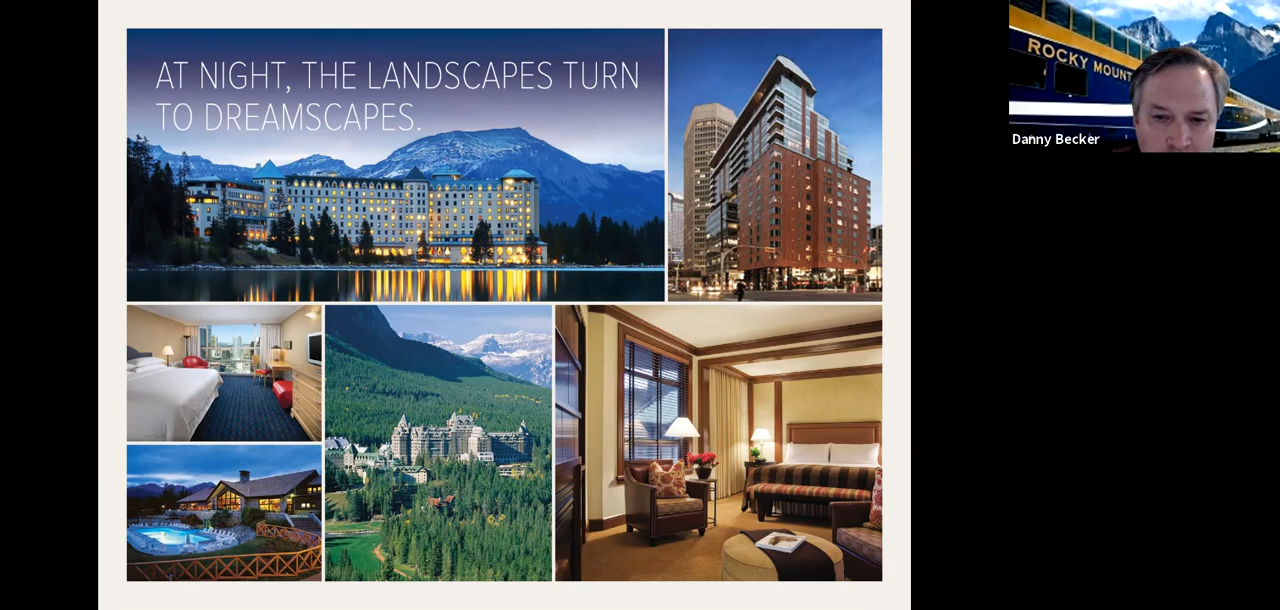 AT NIGHT, THE LANDSCAPES TURN
TO DREAMSCAPES.
ROCKY MOUNT
Danny Becker